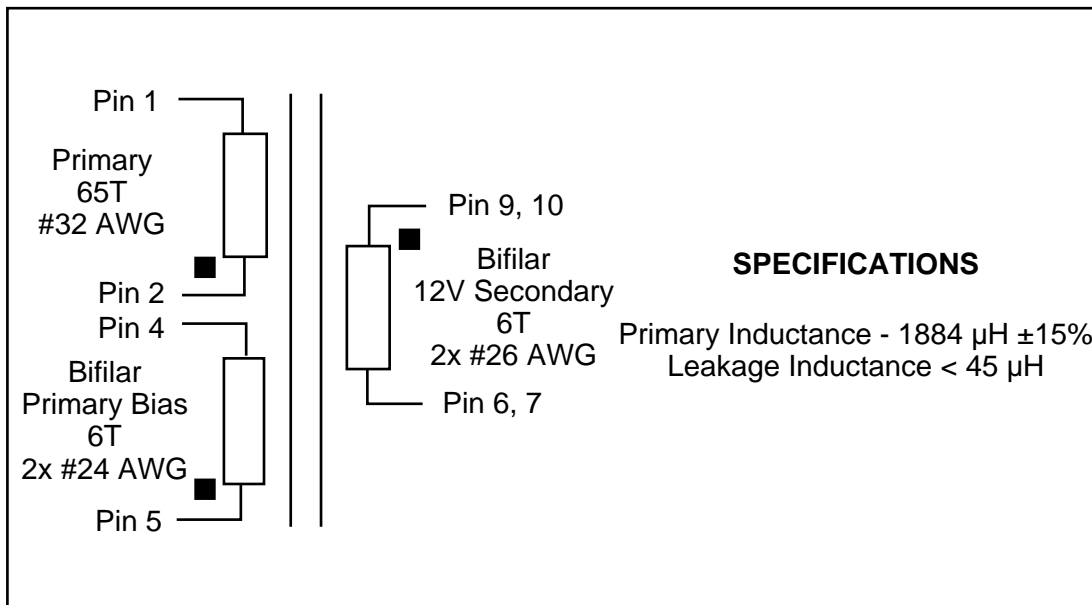 Pin 1
Primary
65T
#32 AWG
Pin 2
Pin 4
Bifilar
Primary Bias
6T
2x #24 AWG
Pin 5
Pin 9, 10
Bifilar
12V Secondary
6T
2x #26 AWG
Pin 6, 7
SPECIFICATIONS
Primary Inductance - 1884 µH ±15%
Leakage Inductance < 45 µH